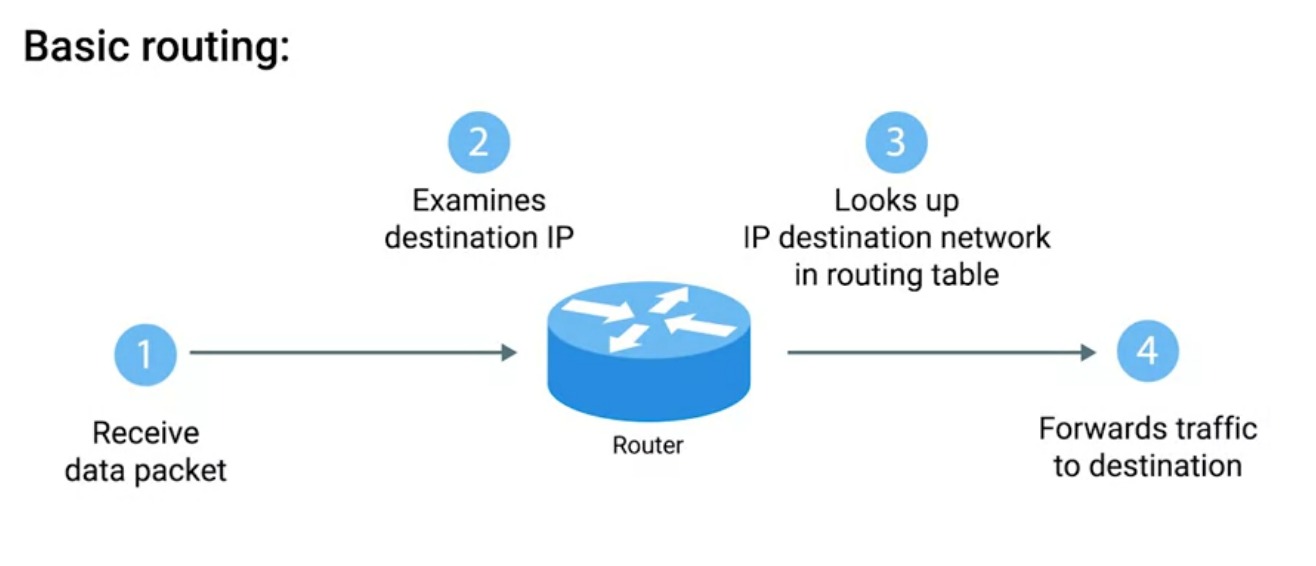 Basic routing:
1
Receive
data packet
2
Examines
destination IP
3
Looks up
IP destination network
in routing table
Router
4
Forwards traffic
to destination